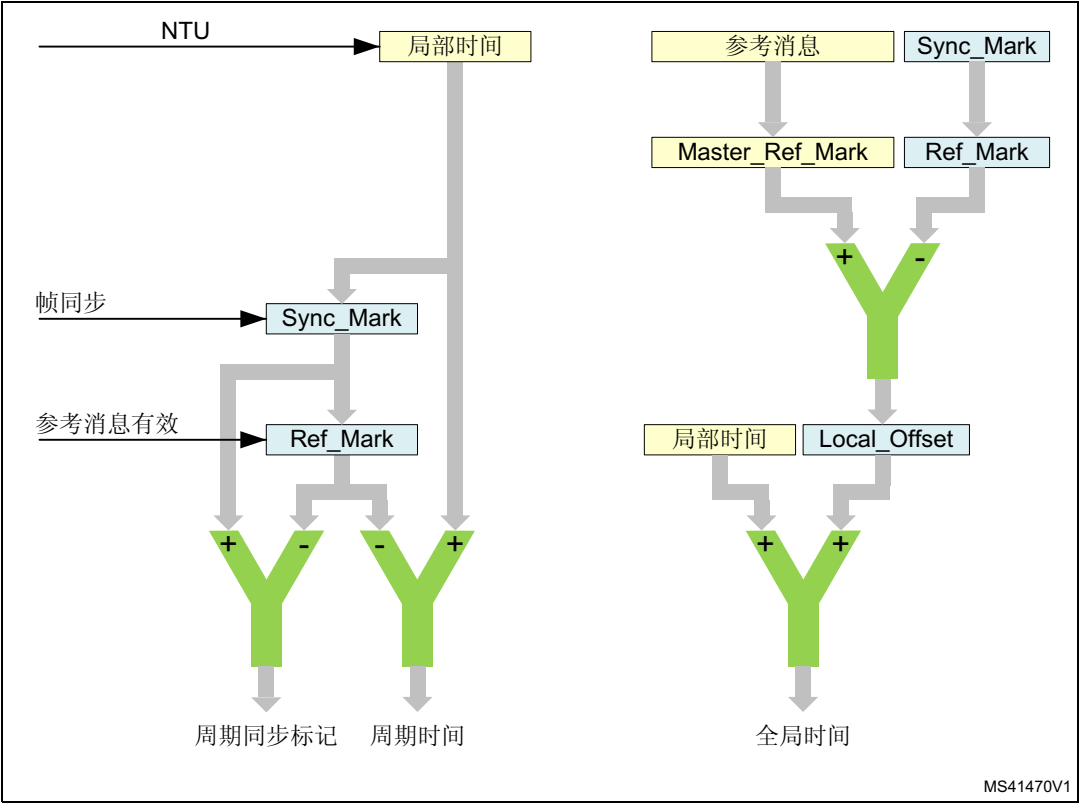 NTU
局部时间
帧同步
Sync_Mark
参考消息有效
Ref_Mark
+
-
-
+
周期同步标记
周期时间
参考消息
Sync_Mark
Master_Ref_Mark
Ref_Mark
+
-
局部时间
Local_Offset
+
+
全局时间
MS41470V1